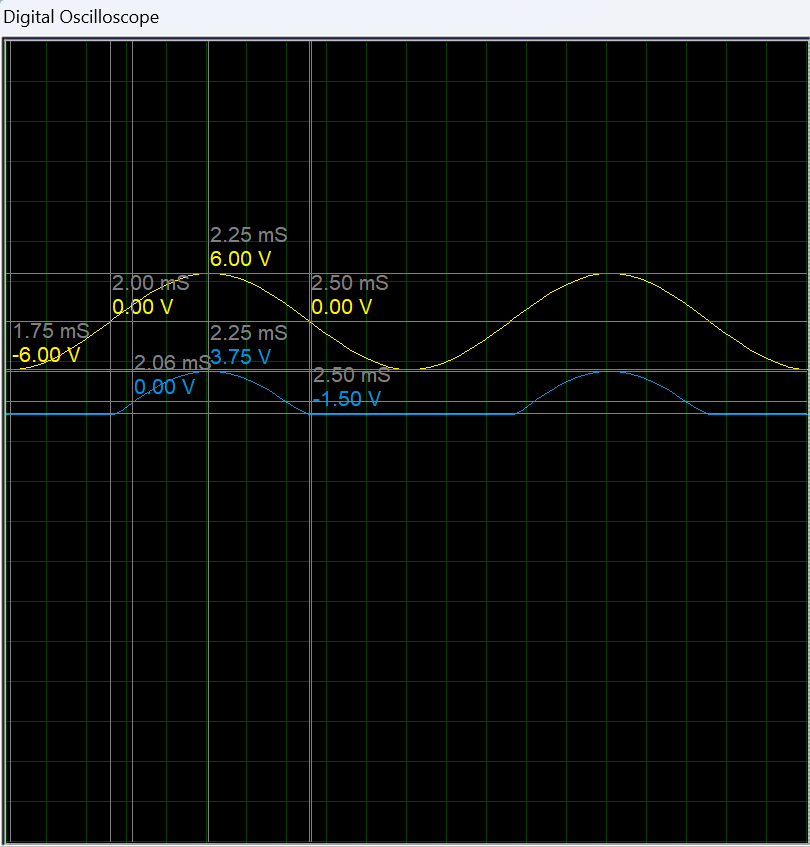 Digital Oscilloscope
2.25 mS
6.00 V
2.00 mS
0.00 V
2.50 mS
0.00 V
1.75 mS
-6.00 V
2.25 mS
3.75 V
2.06 mS
0.00 V
2.50 mS
-1.50 V